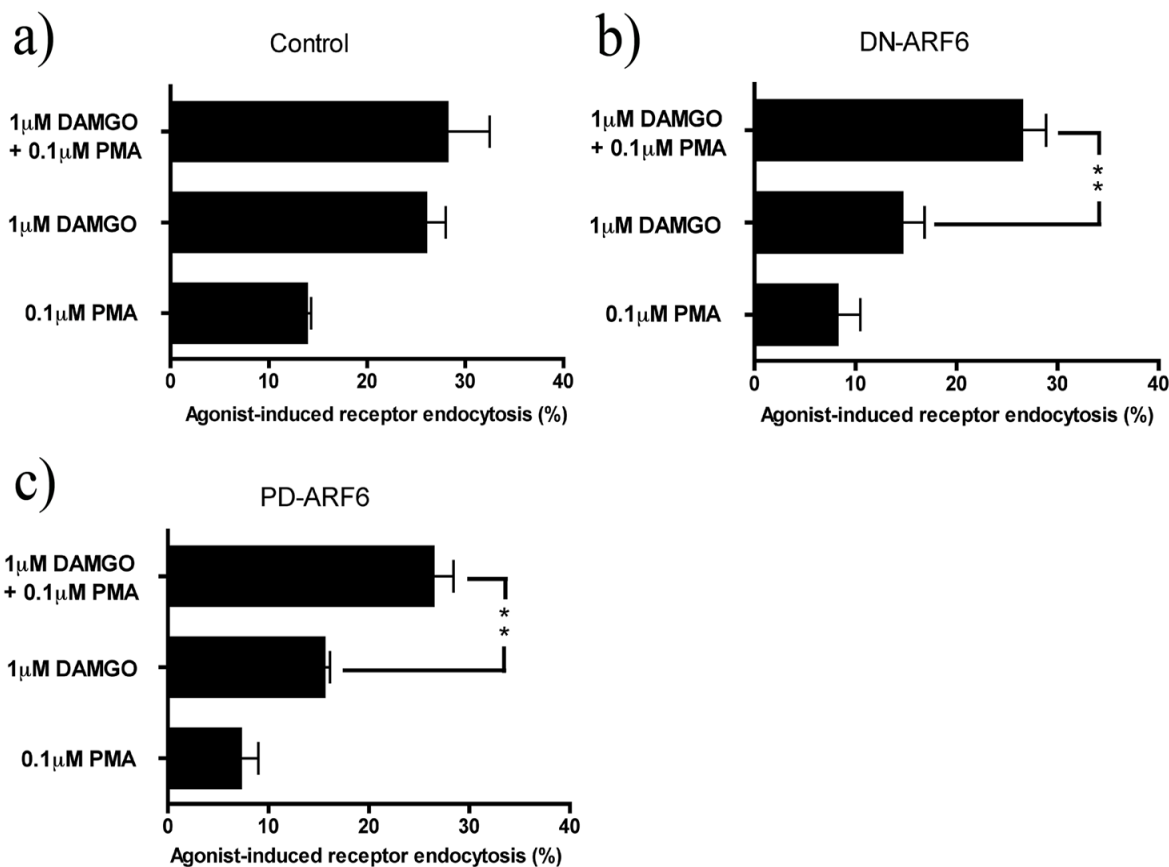 a)
Control
1μM DAMGO
+ 0.1μM PMA
1μM DAMGO
0.1μM PMA
0
10
20
30
40
Agonist-induced receptor endocytosis (%)
b)
DN-ARF6
1μM DAMGO
+ 0.1μM PMA
1μM DAMGO
0.1μM PMA
*
*
0
10
20
30
40
Agonist-induced receptor endocytosis (%)
c)
PD-ARF6
1μM DAMGO
+ 0.1μM PMA
1μM DAMGO
0.1μM PMA
*
*
0
10
20
30
40
Agonist-induced receptor endocytosis (%)